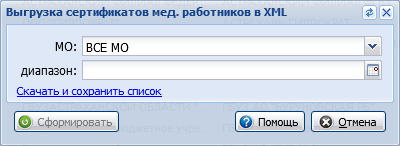 Выгрузка сертификатов мед. работников в XML
МО: ВСЕ МО
диапазон:
Скачать и сохранить список
Сформировать Помощь Отмена